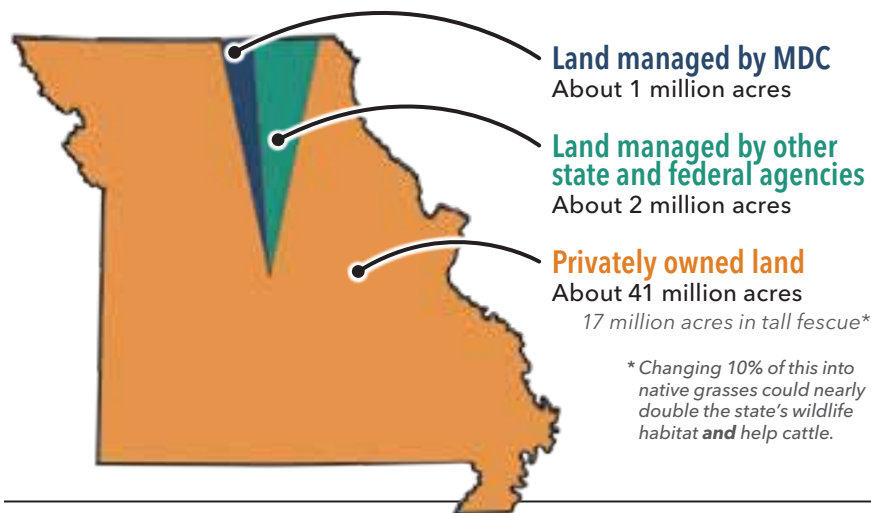 Land managed by MDC
About 1 million acres
Land managed by other
state and federal agencies
About 2 million acres
Privately owned land
About 41 million acres
17 million acres in tall fescue*
* Changing 10% of this into
native grasses could nearly
double the state's wildlife
habitat and help cattle.